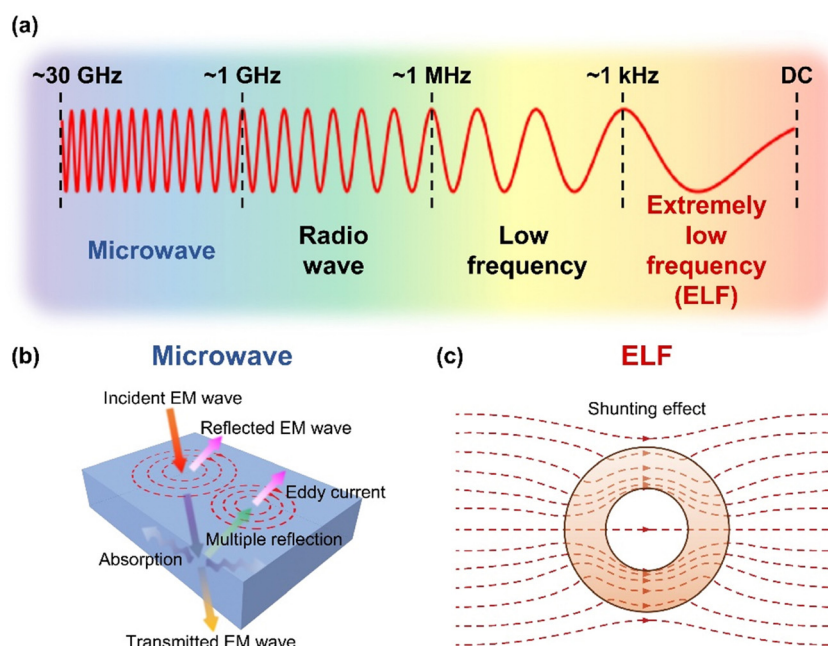 (a)
~30 GHz ~1 GHz ~1 MHz ~1 kHz DC
Microwave
Radio
wave
Low
frequency
Extremely
low
frequency
(ELF)
(b) Microwave
Incident EM wave
Reflected EM wave
Eddy current
Multiple reflection
Absorption
Transmitted EM wave
(c) ELF
Shunting effect